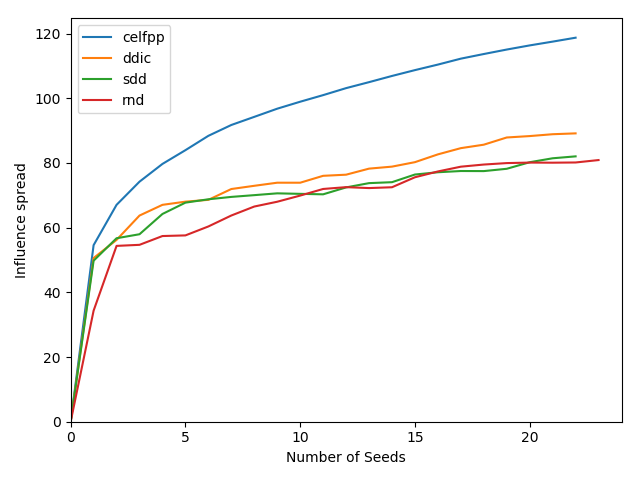 120
100
80
60
40
20
0
Influence spread
celfpp
ddic
sdd
rnd
0 5 10 15 20
Number of Seeds